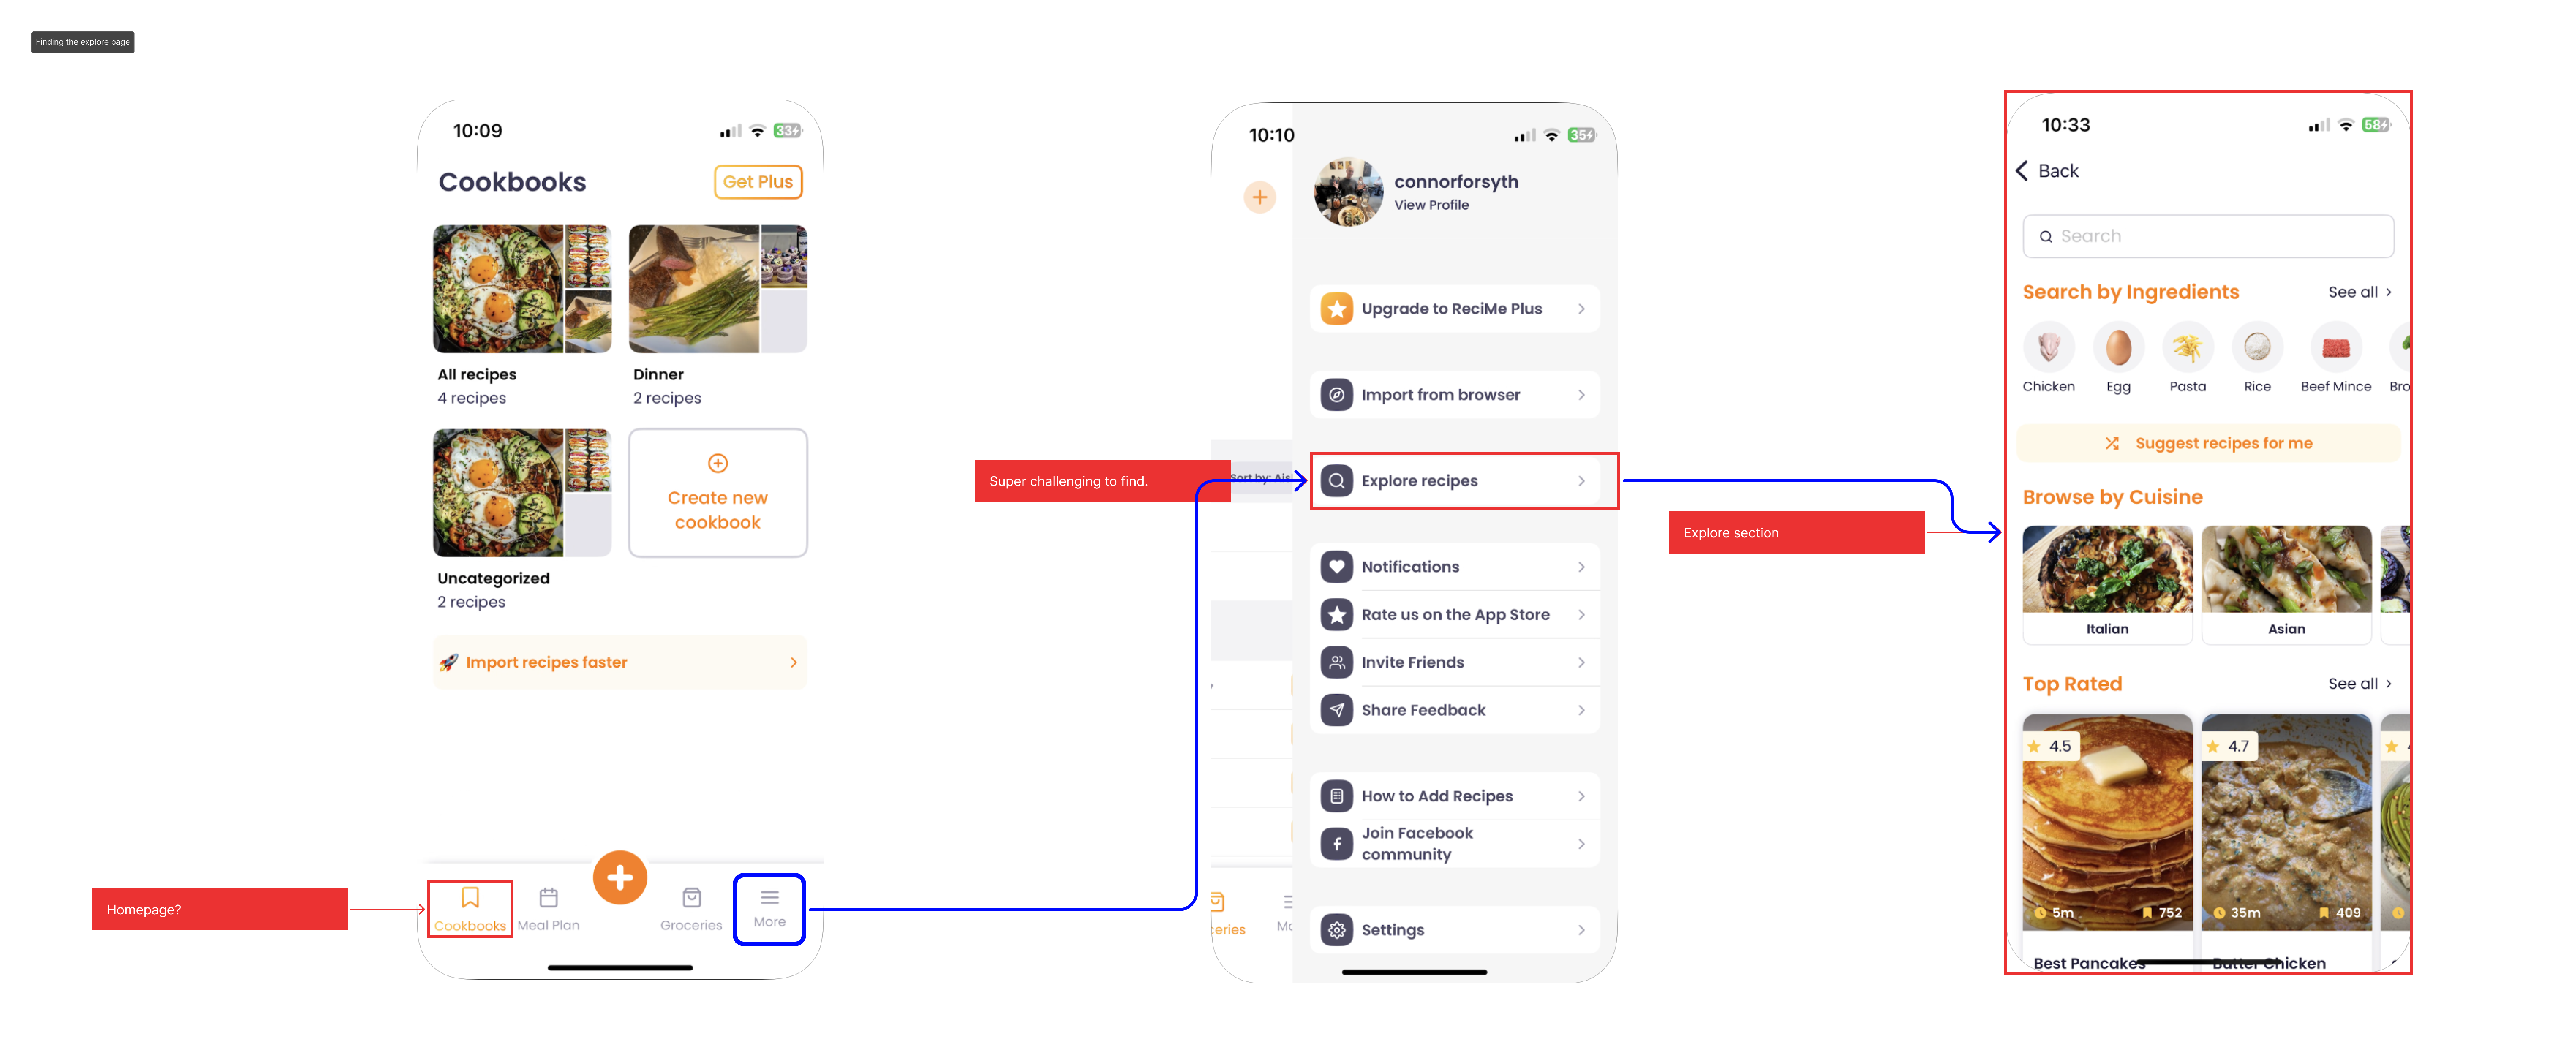 Finding the explore page
10:09
33
Cookbooks
Get Plus
All recipes
4 recipes
Dinner
2 recipes
Create new
cookbook
Uncategorized
2 recipes
Import recipes faster
Homepage?
Cookbooks
Meal Plan
Groceries
More
Super challenging to find.
10:10
35
connorforsyth
View Profile
Upgrade to ReciMe Plus
Import from browser
Sort by: Aisl
Explore recipes
Notifications
Rate us on the App Store
Invite Friends
Share Feedback
How to Add Recipes
Join Facebook
community
Settings
ceries
Mo
Explore section
10:33
58
Back
Search
Search by Ingredients
See all
Chicken
Egg
Pasta
Rice
Beef Mince
Bro
Suggest recipes for me
Browse by Cuisine
Italian
Asian
Top Rated
See all
4.5
4.7
5m
752
35m
409
Best Pancakes
Butter Chicken